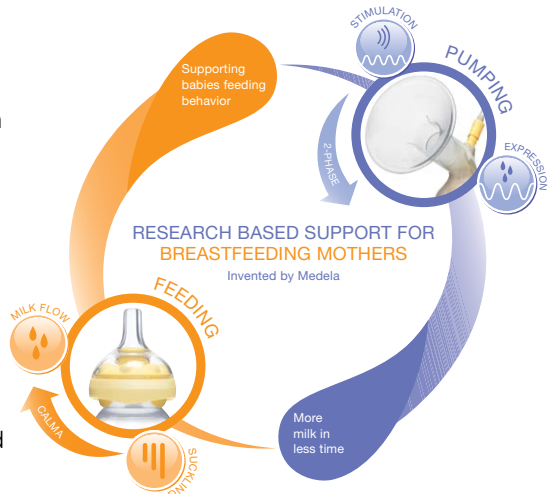 STIMULATION
PUMPING
EXPRESSION
2-PHASE
Supporting
babies feeding
behavior
RESEARCH BASED SUPPORT FOR
BREASTFEEDING MOTHERS
Invented by Medela
FEEDING
MILK FLOW
CALMA
SUCKLING
More
milk in
less time